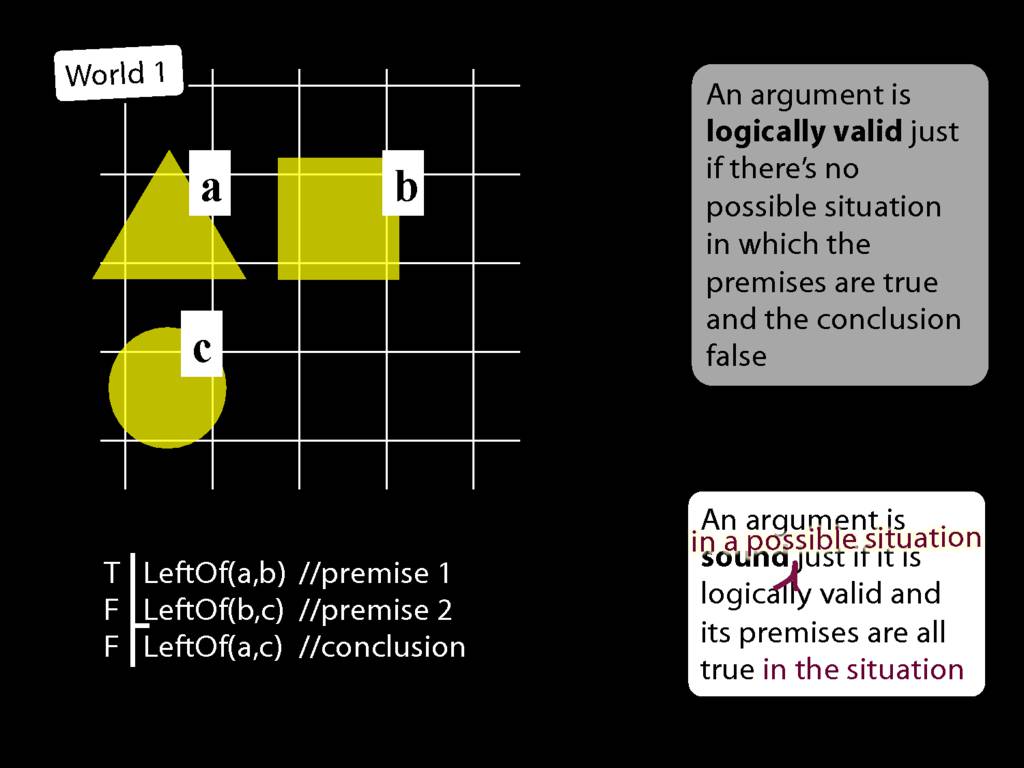 World 1
a
b
c
T LeftOf(a,b) //premise 1
F LeftOf(b,c) //premise 2
F LeftOf(a,c) //conclusion
An argument is
logically valid just
if there’s no
possible situation
in which the
premises are true
and the conclusion
false
An argument is
in a possible situation
sound just if it is
logically valid and
its premises are all
true in the situation